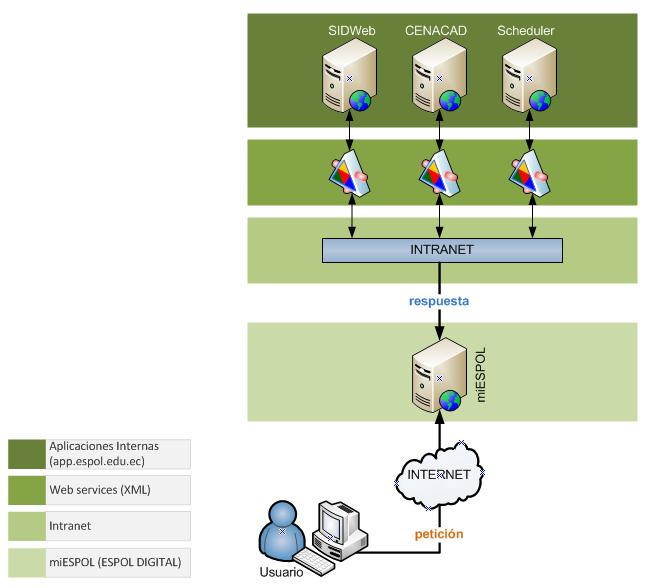 SIDWeb
CENACAD
Scheduler
INTRANET
respuesta
miESPOL
INTERNET
petición
Usuario
Aplicaciones Internas
(app.espol.edu.ec)
Web services (XML)
Intranet
miESPOL (ESPOL DIGITAL)